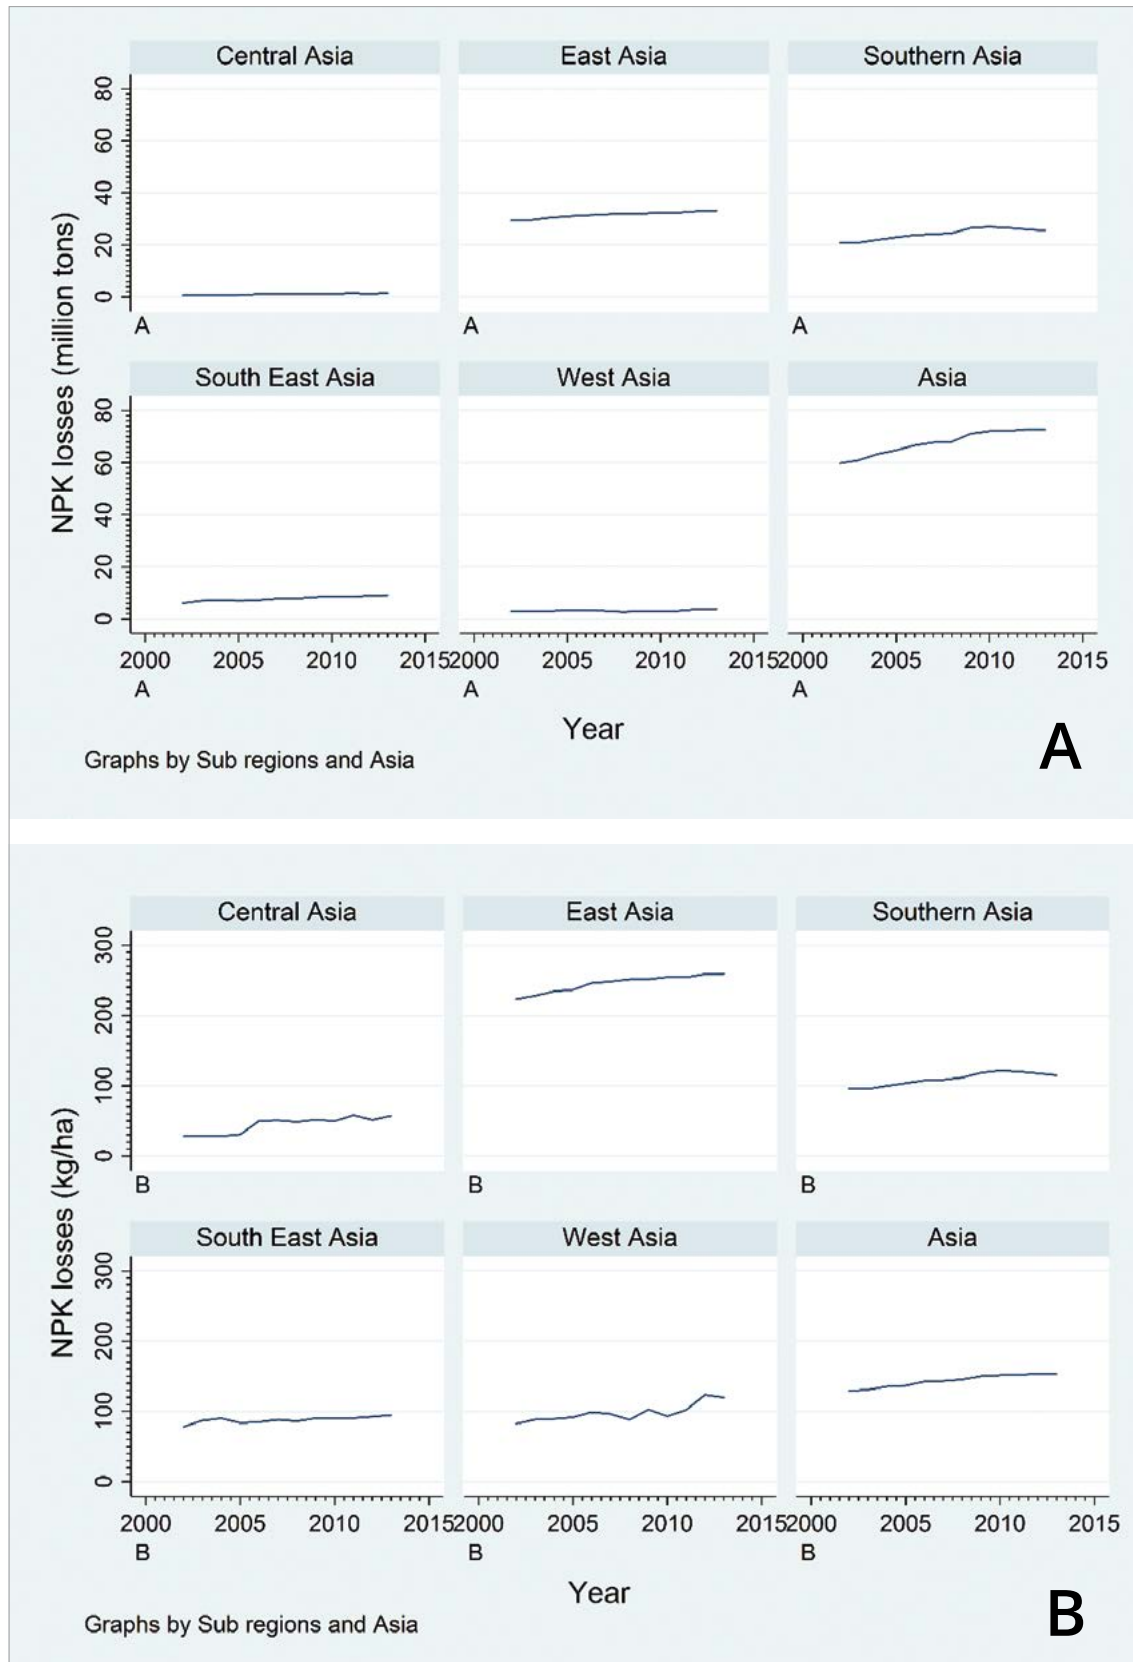 Central Asia East Asia Southern Asia
80
60
40
20
0
A A A
South East Asia West Asia Asia
80
60
40
20
0
NPK losses (million tons)
2000 2005 2010 2015 2000 2005 2010 2015 2000 2005 2010 2015
A A A
Year
Graphs by Sub regions and Asia
A
Central Asia East Asia Southern Asia
300
200
100
0
B B B
South East Asia West Asia Asia
300
200
100
0
NPK losses (kg/ha)
2000 2005 2010 2015 2000 2005 2010 2015 2000 2005 2010 2015
B B B
Year
Graphs by Sub regions and Asia
B